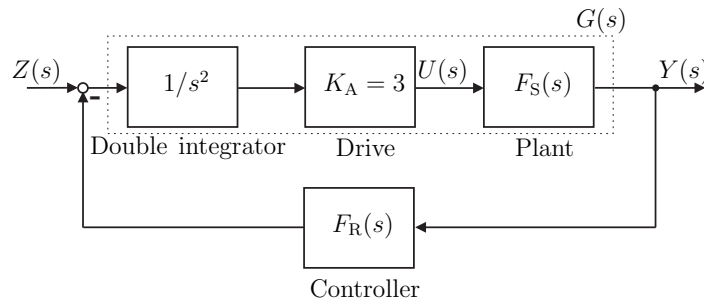 G(s)
Z(s)
1/s²
K_A = 3
U(s)
F_S(s)
Y(s)
-
Double integrator
Drive
Plant
F_R(s)
Controller